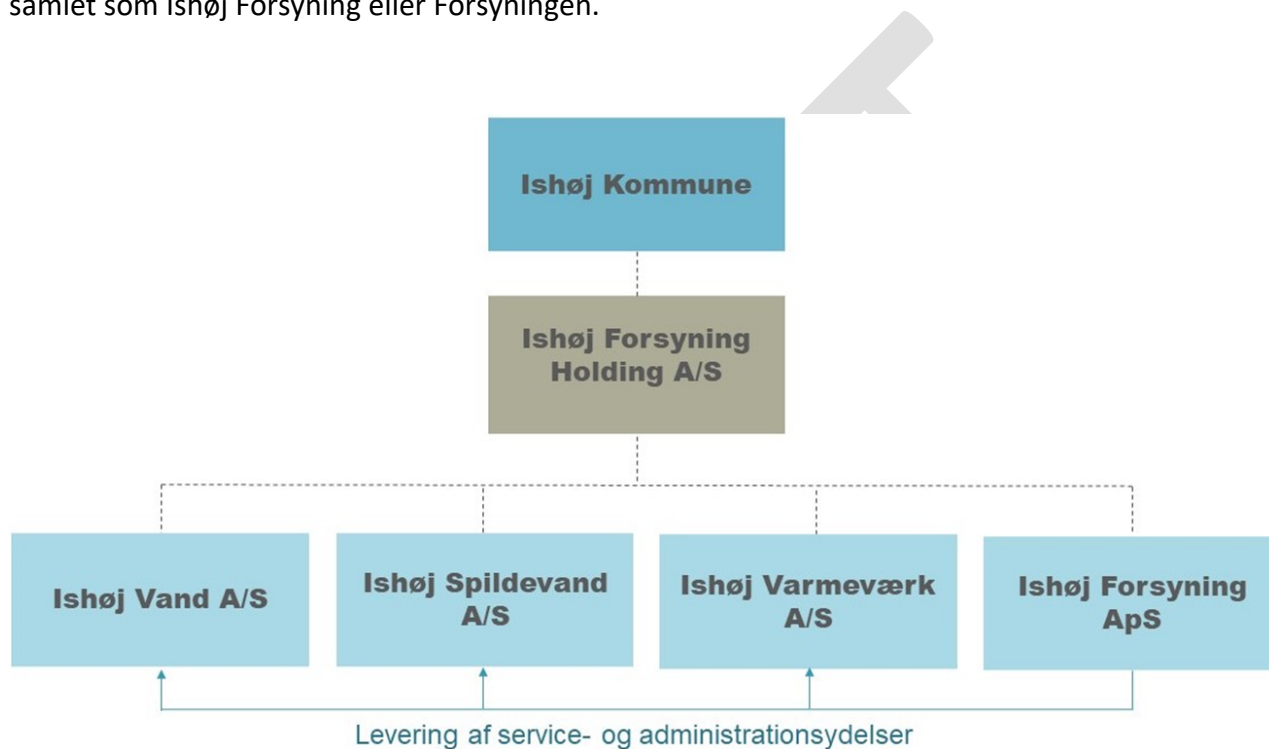 samlet som Ishøj Forsyning eller Forsyningen.
Ishøj Kommune
Ishøj Forsyning
Holding A/S
Ishøj Vand A/S
Ishøj Spildevand
A/S
Ishøj Varmeværk
A/S
Ishøj Forsyning
ApS
Levering af service- og administrationsydelser